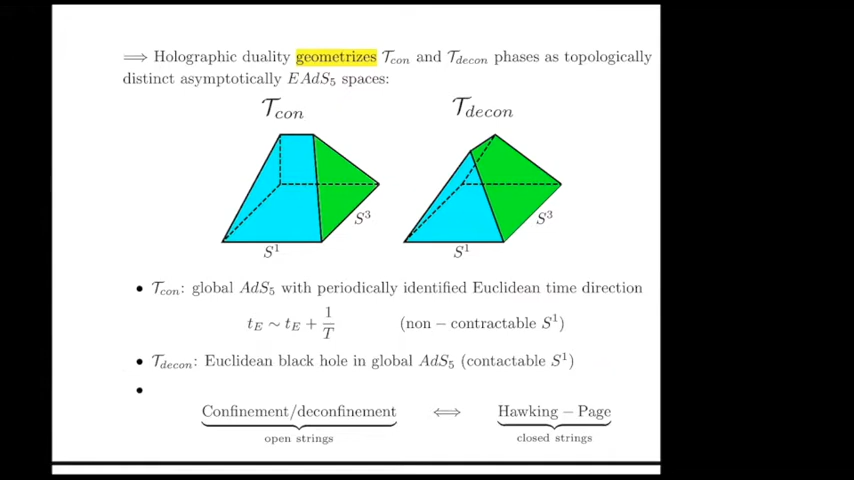 ⟹ Holographic duality geometrizes 𝒯con and 𝒯decon phases as topologically
distinct asymptotically EAdS₅ spaces:
𝒯con 𝒯decon
S³ S³
S¹ S¹
• 𝒯con: global AdS₅ with periodically identified Euclidean time direction
tE ∼ tE + 1/T (non − contractable S¹)
• 𝒯decon: Euclidean black hole in global AdS₅ (contactable S¹)
•
Confinement/deconfinement ⟺ Hawking − Page
open strings closed strings